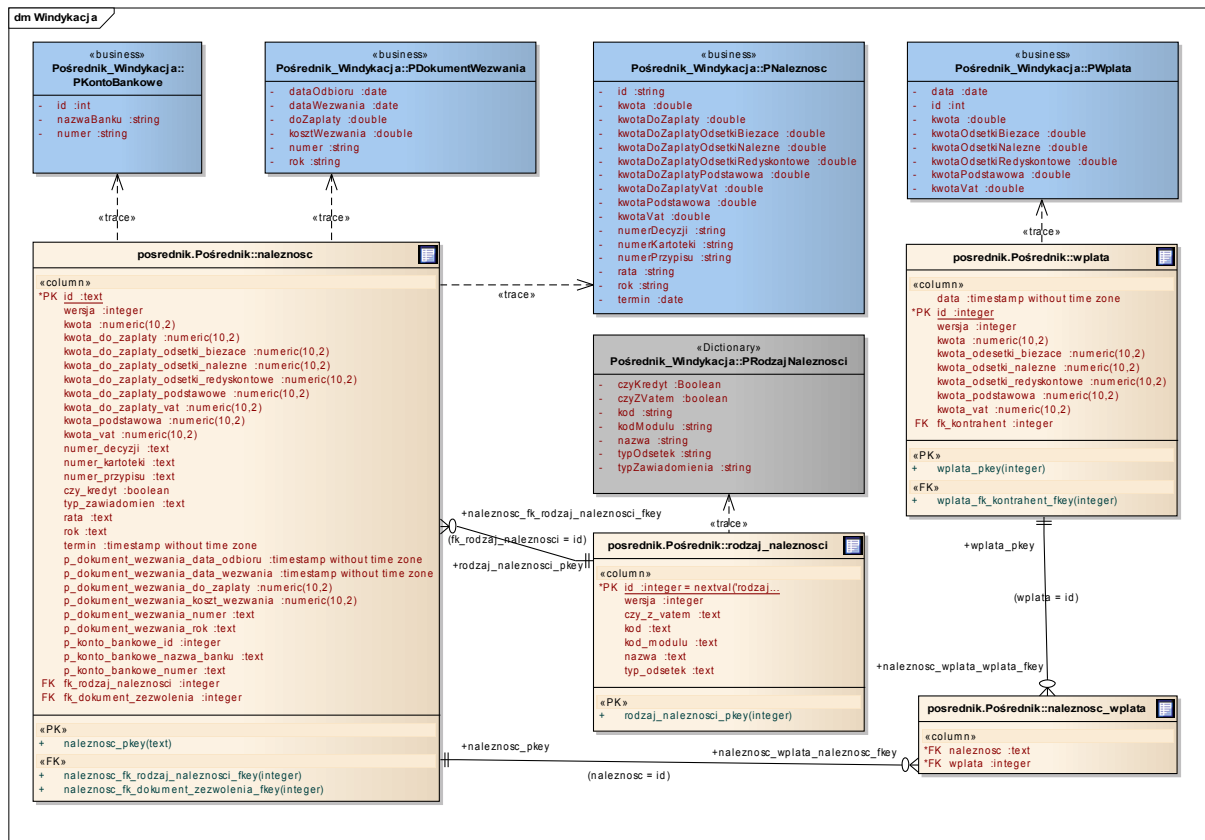 dm Windykacja
«business»
Pośrednik_Windykacja::
PKontoBankowe
- id :int
- nazwaBanku :string
- numer :string
«business»
Pośrednik_Windykacja::PDokumentWezwania
- dataOdbioru :date
- dataWezwania :date
- doZaplaty :double
- kosztWezwania :double
- numer :string
- rok :string
«business»
Pośrednik_Windykacja::PNaleznosc
- id :string
- kwota :double
- kwotaDoZaplaty :double
- kwotaDoZaplatyOdsetkiBiezace :double
- kwotaDoZaplatyOdsetkiNalezne :double
- kwotaDoZaplatyOdsetkiRedyskontowe :double
- kwotaDoZaplatyPodstawowa :double
- kwotaDoZaplatyVat :double
- kwotaPodstawowa :double
- kwotaVat :double
- numerDecyzji :string
- numerKartoteki :string
- numerPrzypisu :string
- rata :string
- rok :string
- termin :date
«business»
Pośrednik_Windykacja::PWplata
- data :date
- id :int
- kwota :double
- kwotaOdsetkiBiezace :double
- kwotaOdsetkiNalezne :double
- kwotaOdsetkiRedyskontowe :double
- kwotaPodstawowa :double
- kwotaVat :double
«trace»
«trace»
«trace»
«trace»
posrednik.Pośrednik::naleznosc
«column»
*PK id :text
wersja :integer
kwota :numeric(10,2)
kwota_do_zaplaty :numeric(10,2)
kwota_do_zaplaty_odsetki_biezace :numeric(10,2)
kwota_do_zaplaty_odsetki_nalezne :numeric(10,2)
kwota_do_zaplaty_odsetki_redyskontowe :numeric(10,2)
kwota_do_zaplaty_podstawowe :numeric(10,2)
kwota_do_zaplaty_vat :numeric(10,2)
kwota_podstawowa :numeric(10,2)
kwota_vat :numeric(10,2)
numer_decyzji :text
numer_kartoteki :text
numer_przypisu :text
czy_kredyt :boolean
typ_zawiadomien :text
rata :text
rok :text
termin :timestamp without time zone
p_dokument_wezwania_data_odbioru :timestamp without time zone
p_dokument_wezwania_data_wezwania :timestamp without time zone
p_dokument_wezwania_do_zaplaty :numeric(10,2)
p_dokument_wezwania_koszt_wezwania :numeric(10,2)
p_dokument_wezwania_numer :text
p_dokument_wezwania_rok :text
p_konto_bankowe_id :integer
p_konto_bankowe_nazwa_banku :text
p_konto_bankowe_numer :text
FK fk_rodzaj_naleznosci :integer
FK fk_dokument_zezwolenia :integer
«PK»
+ naleznosc_pkey(text)
«FK»
+ naleznosc_fk_rodzaj_naleznosci_fkey(integer)
+ naleznosc_fk_dokument_zezwolenia_fkey(integer)
«Dictionary»
Pośrednik_Windykacja::PRodzajNaleznosci
- czyKredyt :Boolean
- czyZVatem :boolean
- kod :string
- kodModulu :string
- nazwa :string
- typOdsetek :string
- typZawiadomienia :string
«trace»
posrednik.Pośrednik::wplata
«column»
data :timestamp without time zone
*PK id :integer
wersja :integer
kwota :numeric(10,2)
kwota_odesetki_biezace :numeric(10,2)
kwota_odsetki_nalezne :numeric(10,2)
kwota_odsetki_redyskontowe :numeric(10,2)
kwota_podstawowa :numeric(10,2)
kwota_vat :numeric(10,2)
FK fk_kontrahent :integer
«PK»
+ wplata_pkey(integer)
«FK»
+ wplata_fk_kontrahent_fkey(integer)
+naleznosc_fk_rodzaj_naleznosci_fkey
(fk_rodzaj_naleznosci = id)
+rodzaj_naleznosci_pkey
posrednik.Pośrednik::rodzaj_naleznosci
«column»
*PK id :integer = nextval('rodzaj...
wersja :integer
czy_z_vatem :text
kod :text
kod_modulu :text
nazwa :text
typ_odsetek :text
«PK»
+ rodzaj_naleznosci_pkey(integer)
+wplata_pkey
(wplata = id)
+naleznosc_wplata_wplata_fkey
posrednik.Pośrednik::naleznosc_wplata
«column»
*FK naleznosc :text
*FK wplata :integer
+naleznosc_pkey
+naleznosc_wplata_naleznosc_fkey
(naleznosc = id)